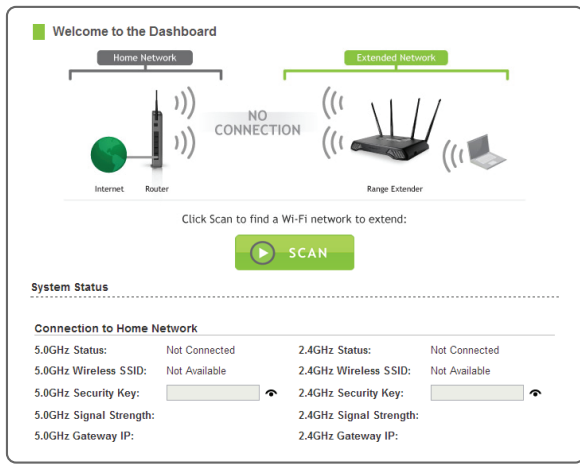 Welcome to the Dashboard
Home Network
Extended Network
NO
CONNECTION
Internet
Router
Range Extender
Click Scan to find a Wi-Fi network to extend:
SCAN
System Status
Connection to Home Network
5.0GHz Status: Not Connected 2.4GHz Status: Not Connected
5.0GHz Wireless SSID: Not Available 2.4GHz Wireless SSID: Not Available
5.0GHz Security Key: 2.4GHz Security Key:
5.0GHz Signal Strength: 2.4GHz Signal Strength:
5.0GHz Gateway IP: 2.4GHz Gateway IP: